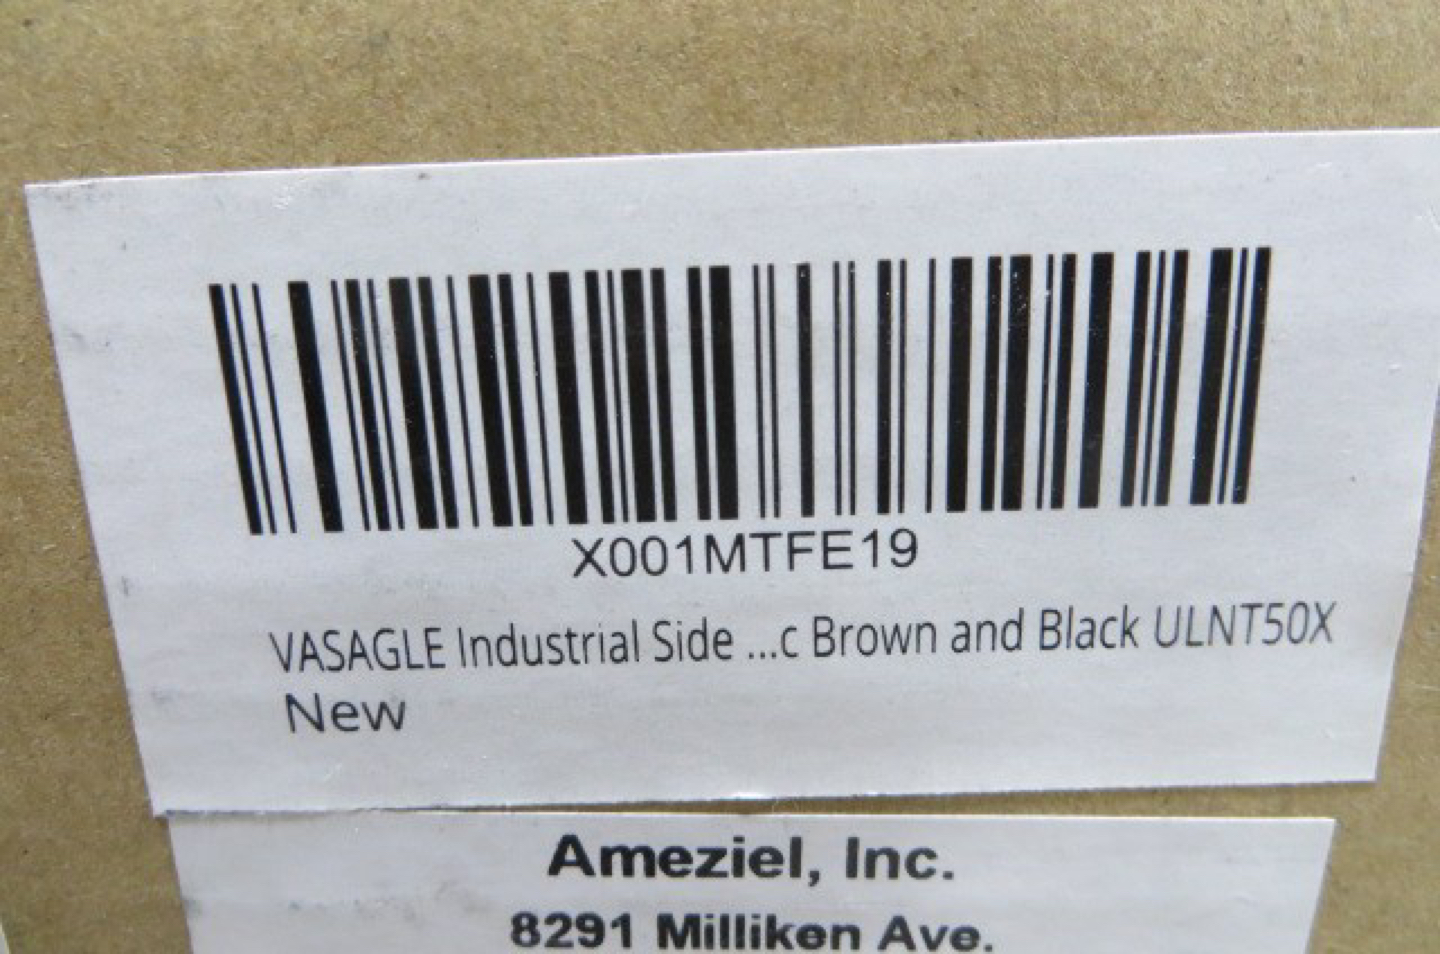 X001MTFE19
VASAGLE Industrial Side ...c Brown and Black ULNT50X
New
Ameziel, Inc.
8291 Milliken Ave.